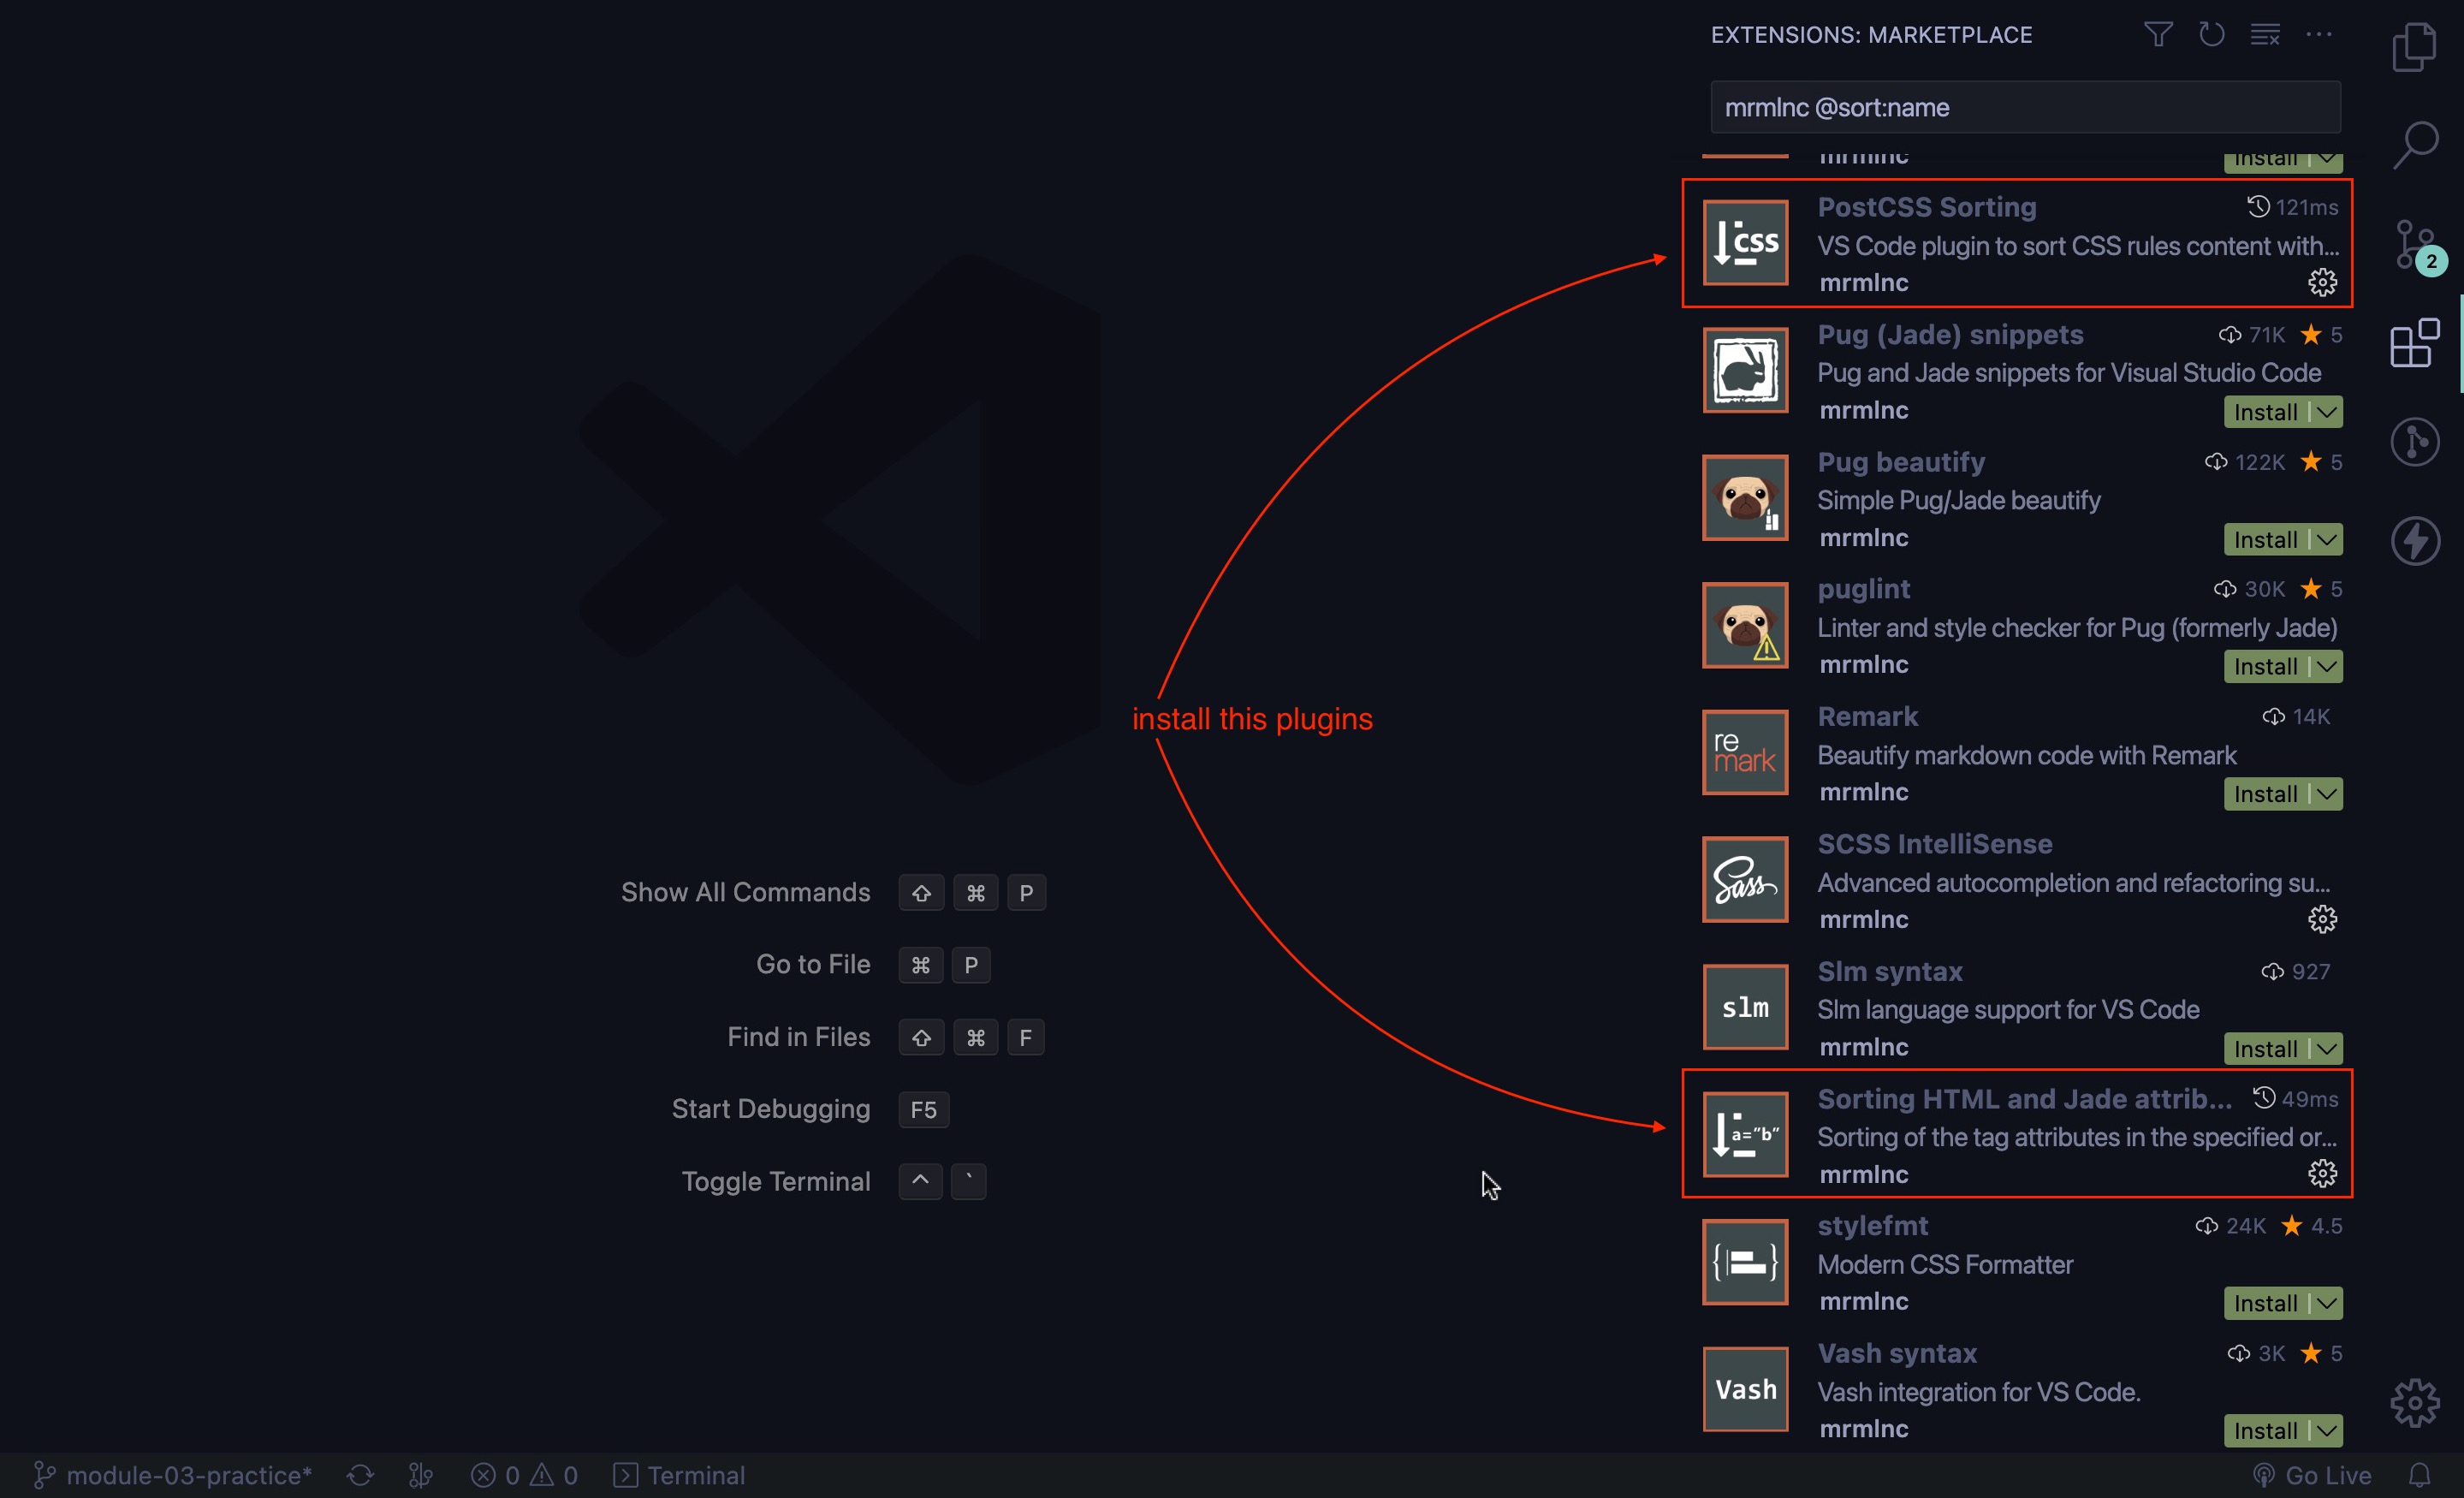 EXTENSIONS: MARKETPLACE
mrmlnc @sort:name
mrmlnc Install
PostCSS Sorting 121ms
css
VS Code plugin to sort CSS rules content with...
mrmlnc
2
Pug (Jade) snippets 71K 5
Pug and Jade snippets for Visual Studio Code
mrmlnc Install
Pug beautify 122K 5
Simple Pug/Jade beautify
mrmlnc Install
puglint 30K 5
Linter and style checker for Pug (formerly Jade)
mrmlnc Install
install this plugins
Remark 14K
re
mark
Beautify markdown code with Remark
mrmlnc Install
SCSS IntelliSense
Sass
Advanced autocompletion and refactoring su...
mrmlnc
Slm syntax 927
slm
Slm language support for VS Code
mrmlnc Install
Sorting HTML and Jade attrib... 49ms
a="b"
Sorting of the tag attributes in the specified or...
mrmlnc
stylefmt 24K 4.5
Modern CSS Formatter
mrmlnc Install
Vash syntax 3K 5
Vash
Vash integration for VS Code.
mrmlnc Install
Show All Commands ⇧ ⌘ P
Go to File ⌘ P
Find in Files ⇧ ⌘ F
Start Debugging F5
Toggle Terminal ^ `
module-03-practice* 0 0 Terminal Go Live